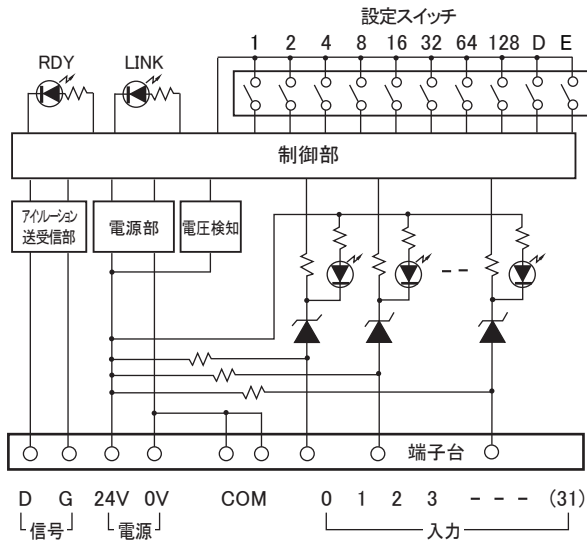 設定スイッチ
1 2 4 8 16 32 64 128 D E
RDY LINK
制御部
アイソレーション
送受信部
電源部
電圧検知
端子台
D G 24V 0V COM 0 1 2 3 - - - (31)
信号 電源 入力